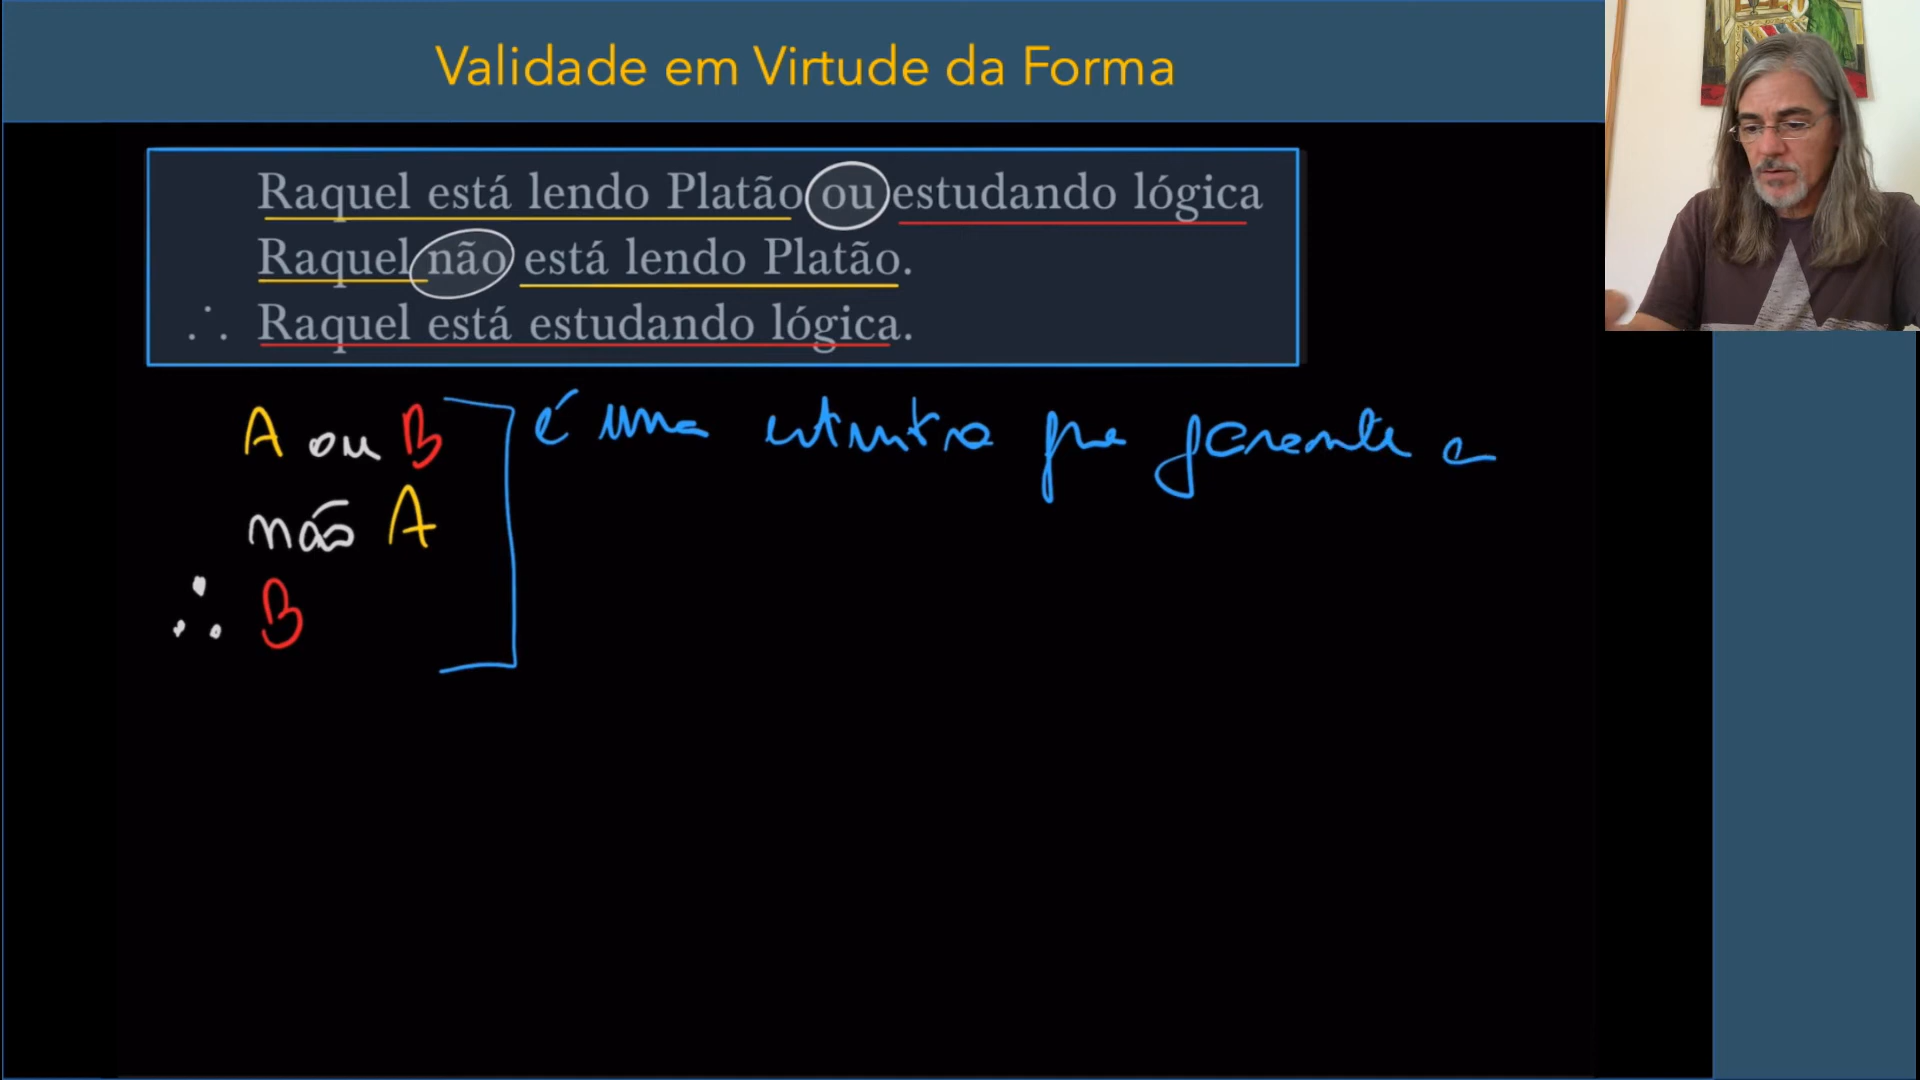 Validade em Virtude da Forma
Raquel está lendo Platão ou estudando lógica
Raquel não está lendo Platão.
∴ Raquel está estudando lógica.
A ou B
não A
∴ B
é uma estrutura que garante a